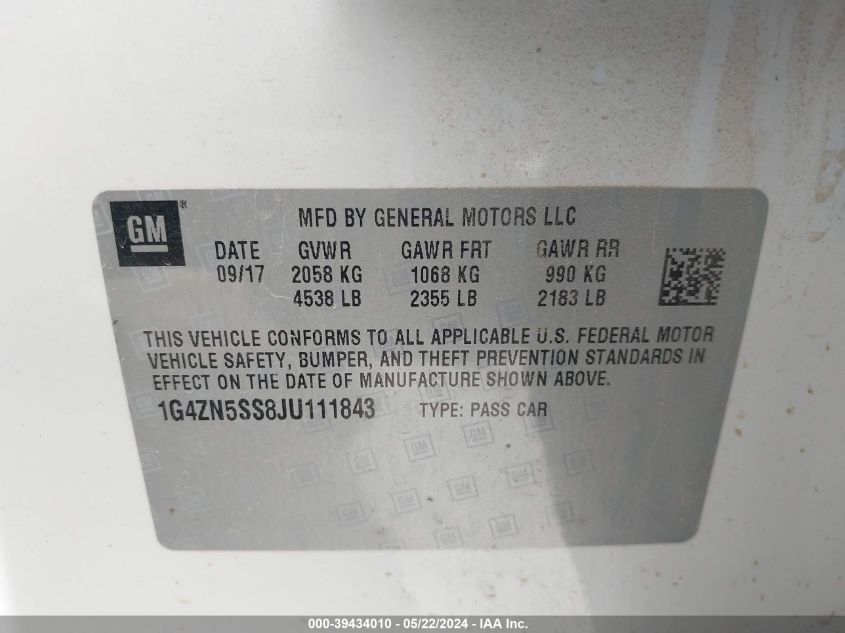 GM®
MFD BY GENERAL MOTORS LLC
DATE GVWR GAWR FRT GAWR RR
09/17 2058 KG 1068 KG 990 KG
4538 LB 2355 LB 2183 LB
THIS VEHICLE CONFORMS TO ALL APPLICABLE U.S. FEDERAL MOTOR
VEHICLE SAFETY, BUMPER, AND THEFT PREVENTION STANDARDS IN
EFFECT ON THE DATE OF MANUFACTURE SHOWN ABOVE.
1G4ZN5SS8JU111843 TYPE: PASS CAR
000-39434010 - 05/22/2024 - IAA Inc.